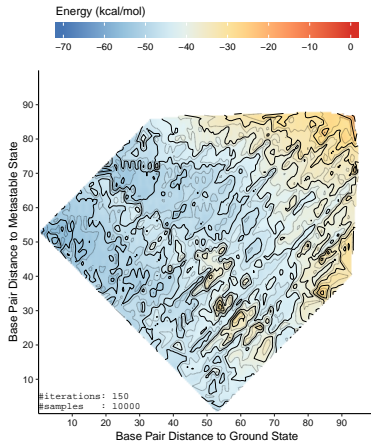 Energy (kcal/mol)
−70 −60 −50 −40 −30 −20 −10 0
Base Pair Distance to Metastable State
90
80
70
60
50
40
30
20
10
#iterations: 150
#samples : 10000
10 20 30 40 50 60 70 80 90
Base Pair Distance to Ground State